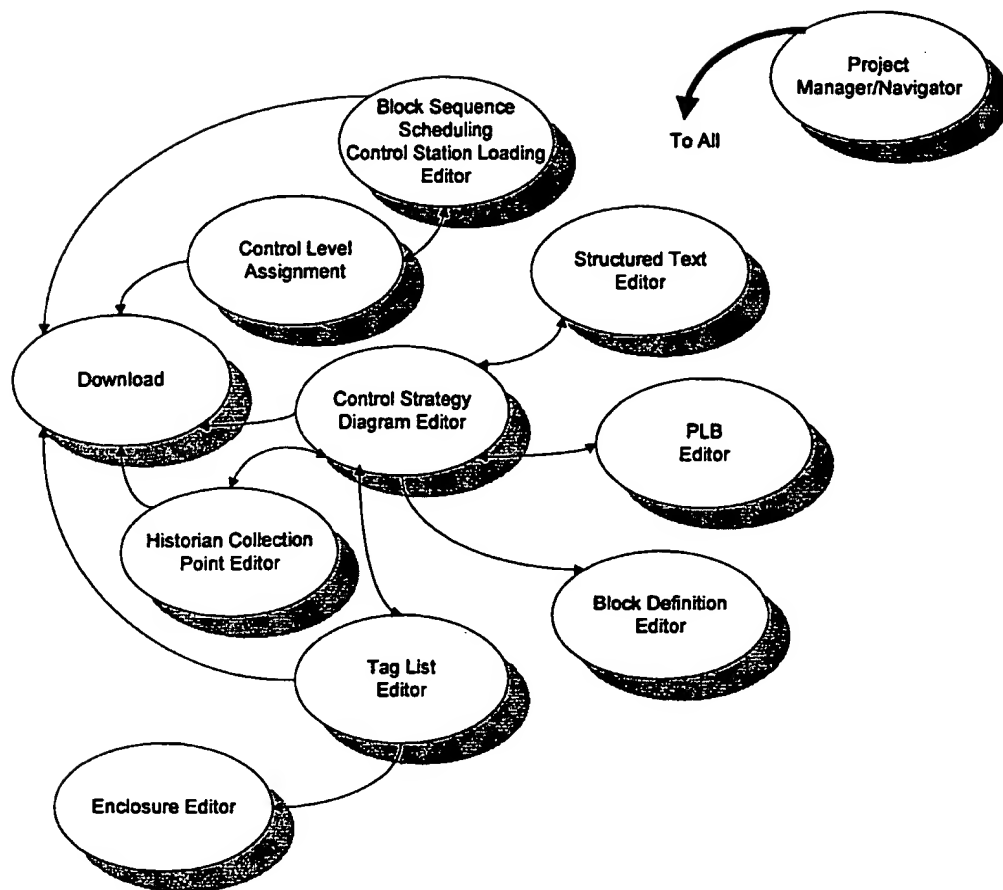 Project
Manager/Navigator
To All
Block Sequence
Scheduling
Control Station Loading
Editor
Control Level
Assignment
Structured Text
Editor
Download
Control Strategy
Diagram Editor
PLB
Editor
Historian Collection
Point Editor
Block Definition
Editor
Tag List
Editor
Enclosure Editor